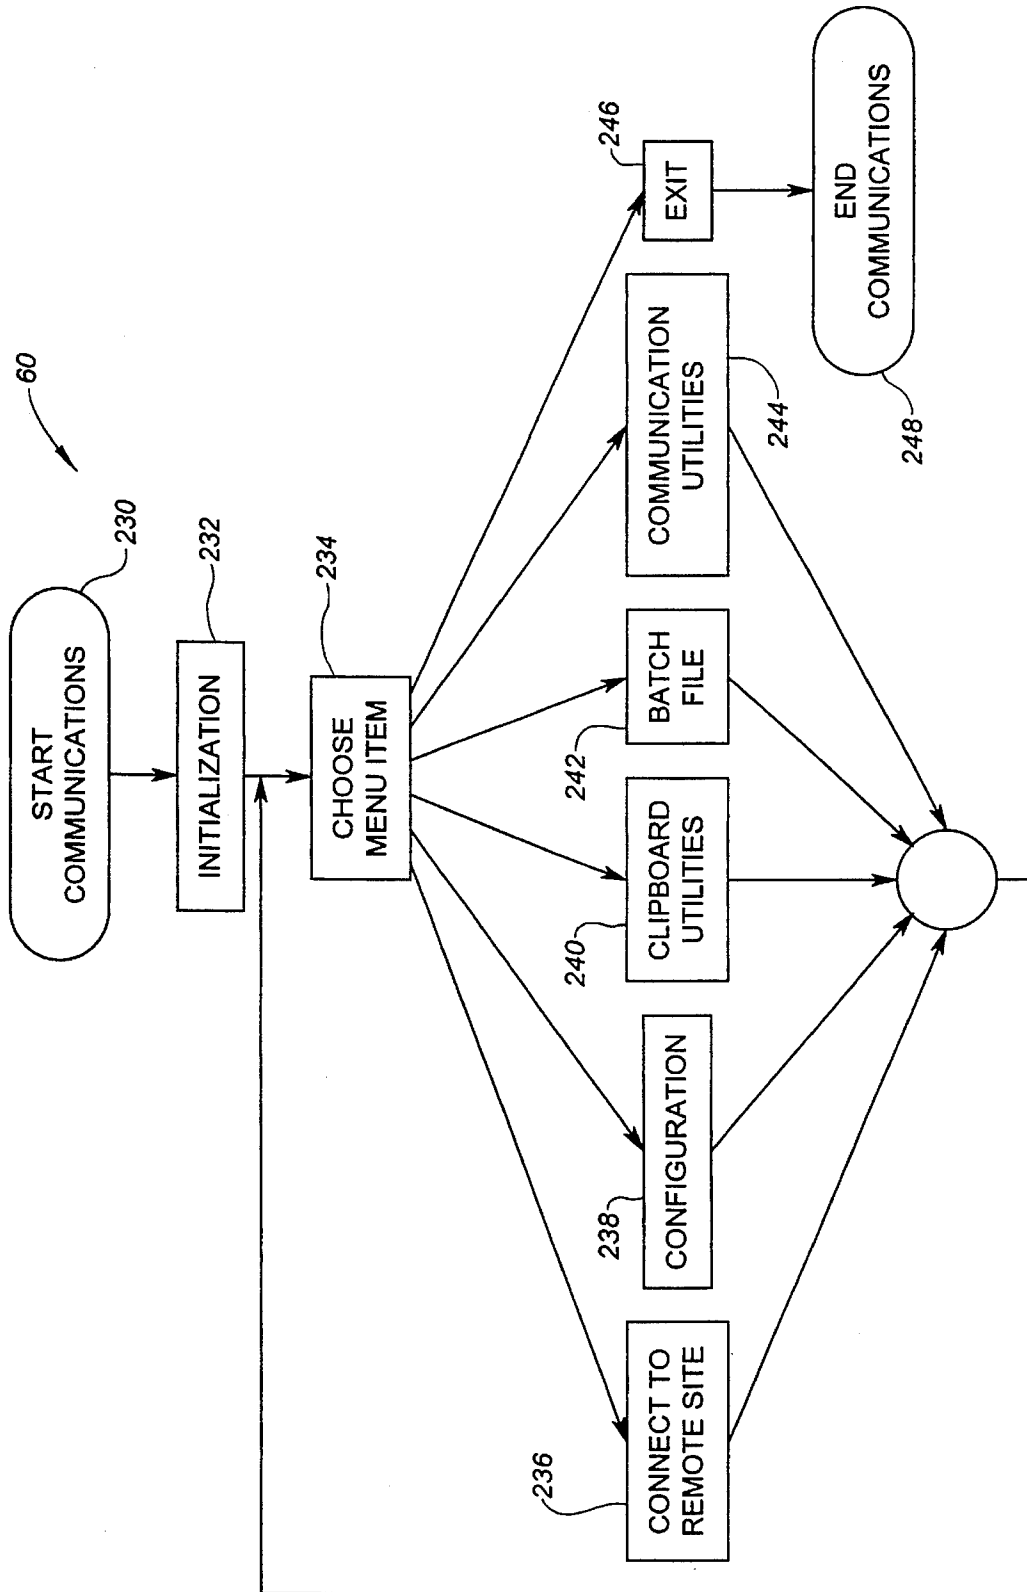 60
START
COMMUNICATIONS
230
INITIALIZATION
232
CHOOSE
MENU ITEM
234
CONNECT TO
REMOTE SITE
236
CONFIGURATION
238
CLIPBOARD
UTILITIES
240
BATCH
FILE
242
COMMUNICATION
UTILITIES
244
EXIT
246
END
COMMUNICATIONS
248